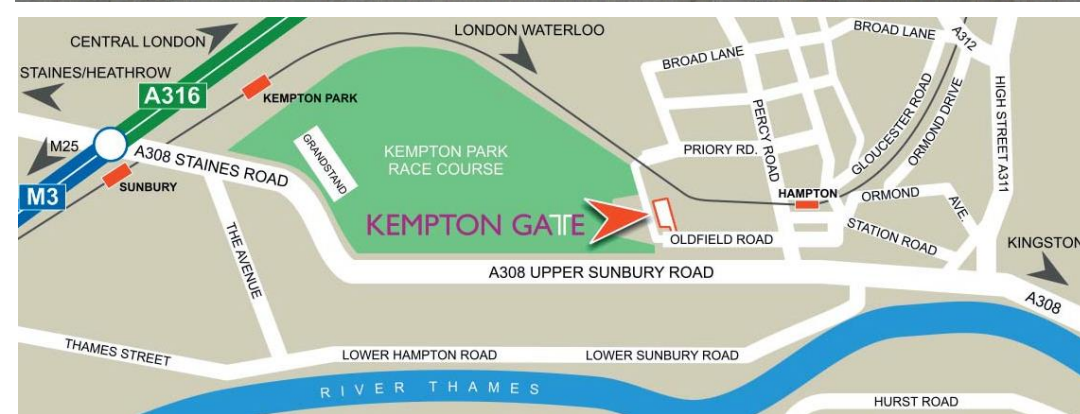 CENTRAL LONDON
LONDON WATERLOO
BROAD LANE
A312
STAINES/HEATHROW
A316
KEMPTON PARK
BROAD LANE
M25
A308 STAINES ROAD
GRANDSTAND
KEMPTON PARK
RACE COURSE
PRIORY RD.
PERCY ROAD
GLOUCESTER ROAD
ORMOND DRIVE
HIGH STREET A311
SUNBURY
M3
HAMPTON
ORMOND
AVE.
KEMPTON GATE
OLDFIELD ROAD
STATION ROAD
KINGSTON
THE AVENUE
A308 UPPER SUNBURY ROAD
A308
THAMES STREET
LOWER HAMPTON ROAD
LOWER SUNBURY ROAD
RIVER THAMES
HURST ROAD